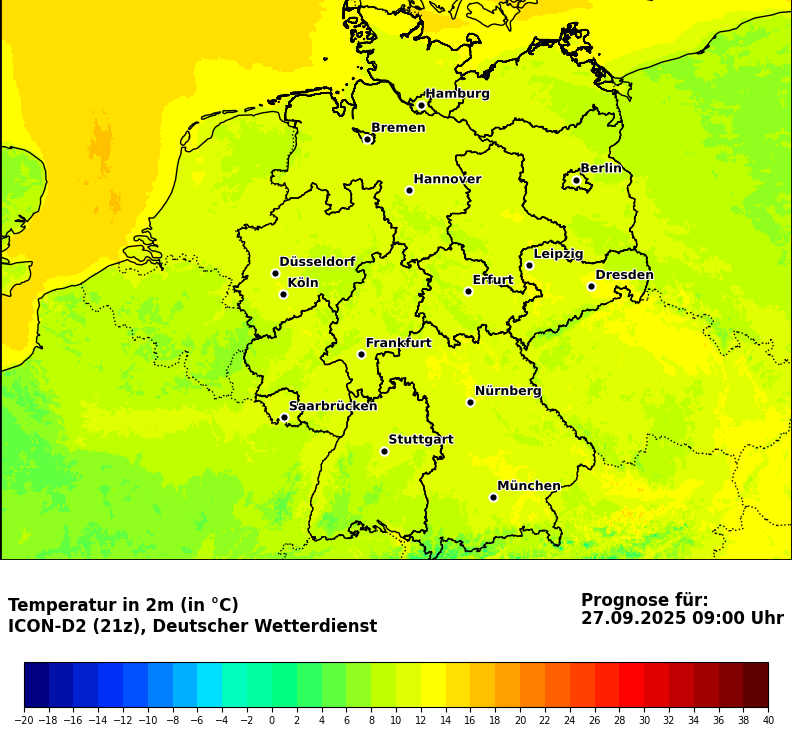 Hamburg
Bremen
Berlin
Hannover
Leipzig
Düsseldorf
Dresden
Köln
Erfurt
Frankfurt
Nürnberg
Saarbrücken
Stuttgart
München
Temperatur in 2m (in °C)
ICON-D2 (21z), Deutscher Wetterdienst
Prognose für:
27.09.2025 09:00 Uhr
−20 −18 −16 −14 −12 −10 −8 −6 −4 −2 0 2 4 6 8 10 12 14 16 18 20 22 24 26 28 30 32 34 36 38 40